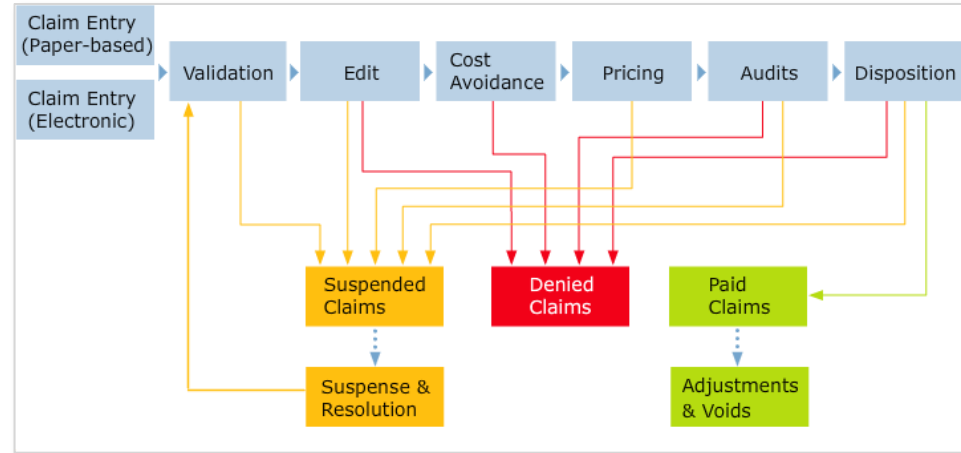 Claim Entry
(Paper-based)
Claim Entry
(Electronic)
Validation
Edit
Cost
Avoidance
Pricing
Audits
Disposition
Suspended
Claims
Denied
Claims
Paid
Claims
Suspense &
Resolution
Adjustments
& Voids